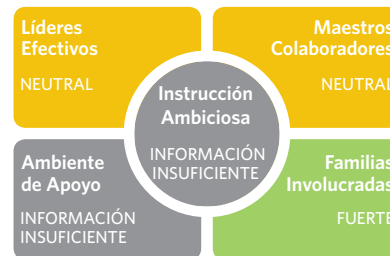 Líderes
Efectivos
NEUTRAL
Maestros
Colaboradores
NEUTRAL
Instrucción
Ambiciosa
INFORMACIÓN
INSUFICIENTE
Ambiente
de Apoyo
INFORMACIÓN
INSUFICIENTE
Familias
Involucradas
FUERTE